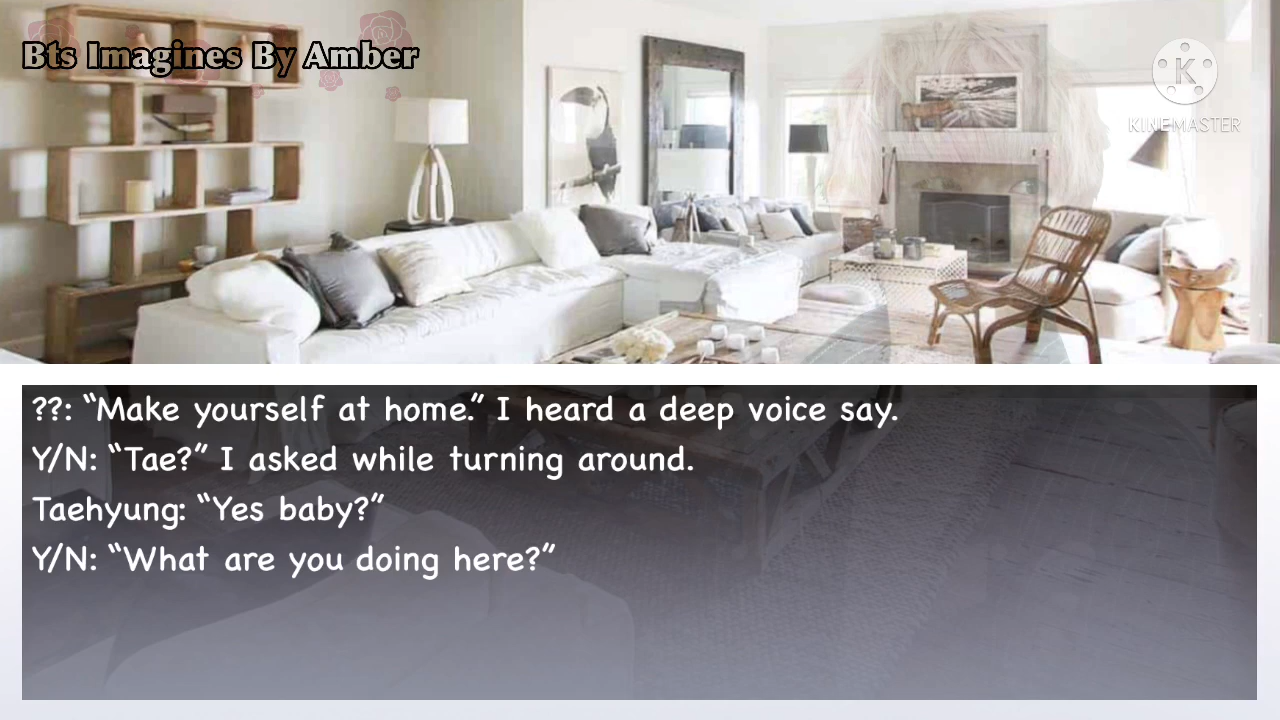 Bts Imagines By Amber
K
KINEMASTER
??: “Make yourself at home.” I heard a deep voice say.
Y/N: “Tae?” I asked while turning around.
Taehyung: “Yes baby?”
Y/N: “What are you doing here?”